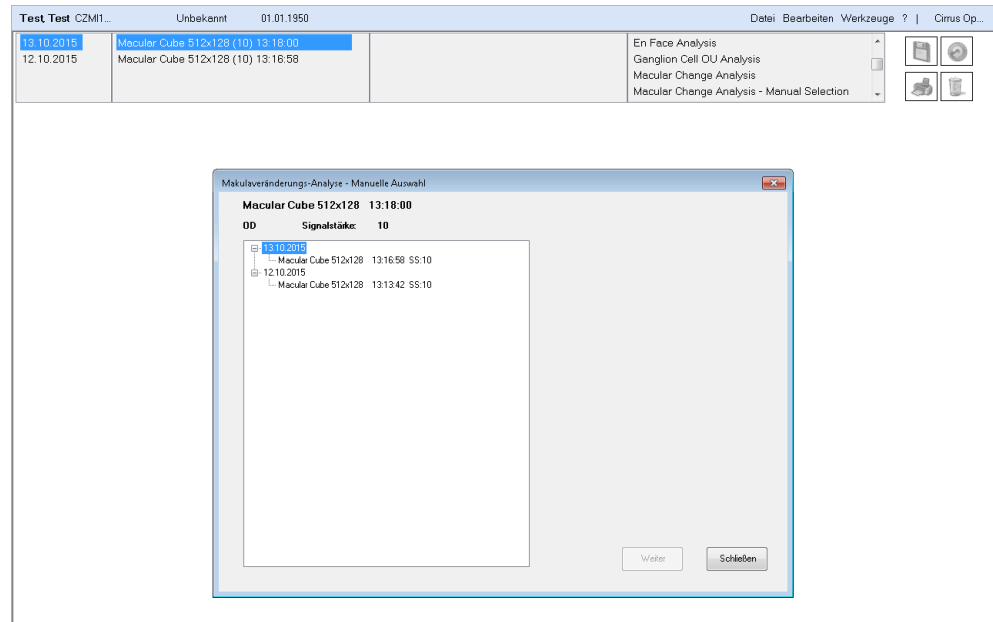 Test, Test CZMI1... Unbekannt 01.01.1950 Datei Bearbeiten Werkzeuge ? | Cirrus Op...
13.10.2015 Macular Cube 512x128 (10) 13:18:00
12.10.2015 Macular Cube 512x128 (10) 13:16:58
En Face Analysis
Ganglion Cell OU Analysis
Macular Change Analysis
Macular Change Analysis - Manual Selection
Makulaveränderungs-Analyse - Manuelle Auswahl
Macular Cube 512x128 13:18:00
OD Signalstärke: 10
13.10.2015
Macular Cube 512x128 13:16:58 SS:10
12.10.2015
Macular Cube 512x128 13:13:42 SS:10
Weiter Schließen